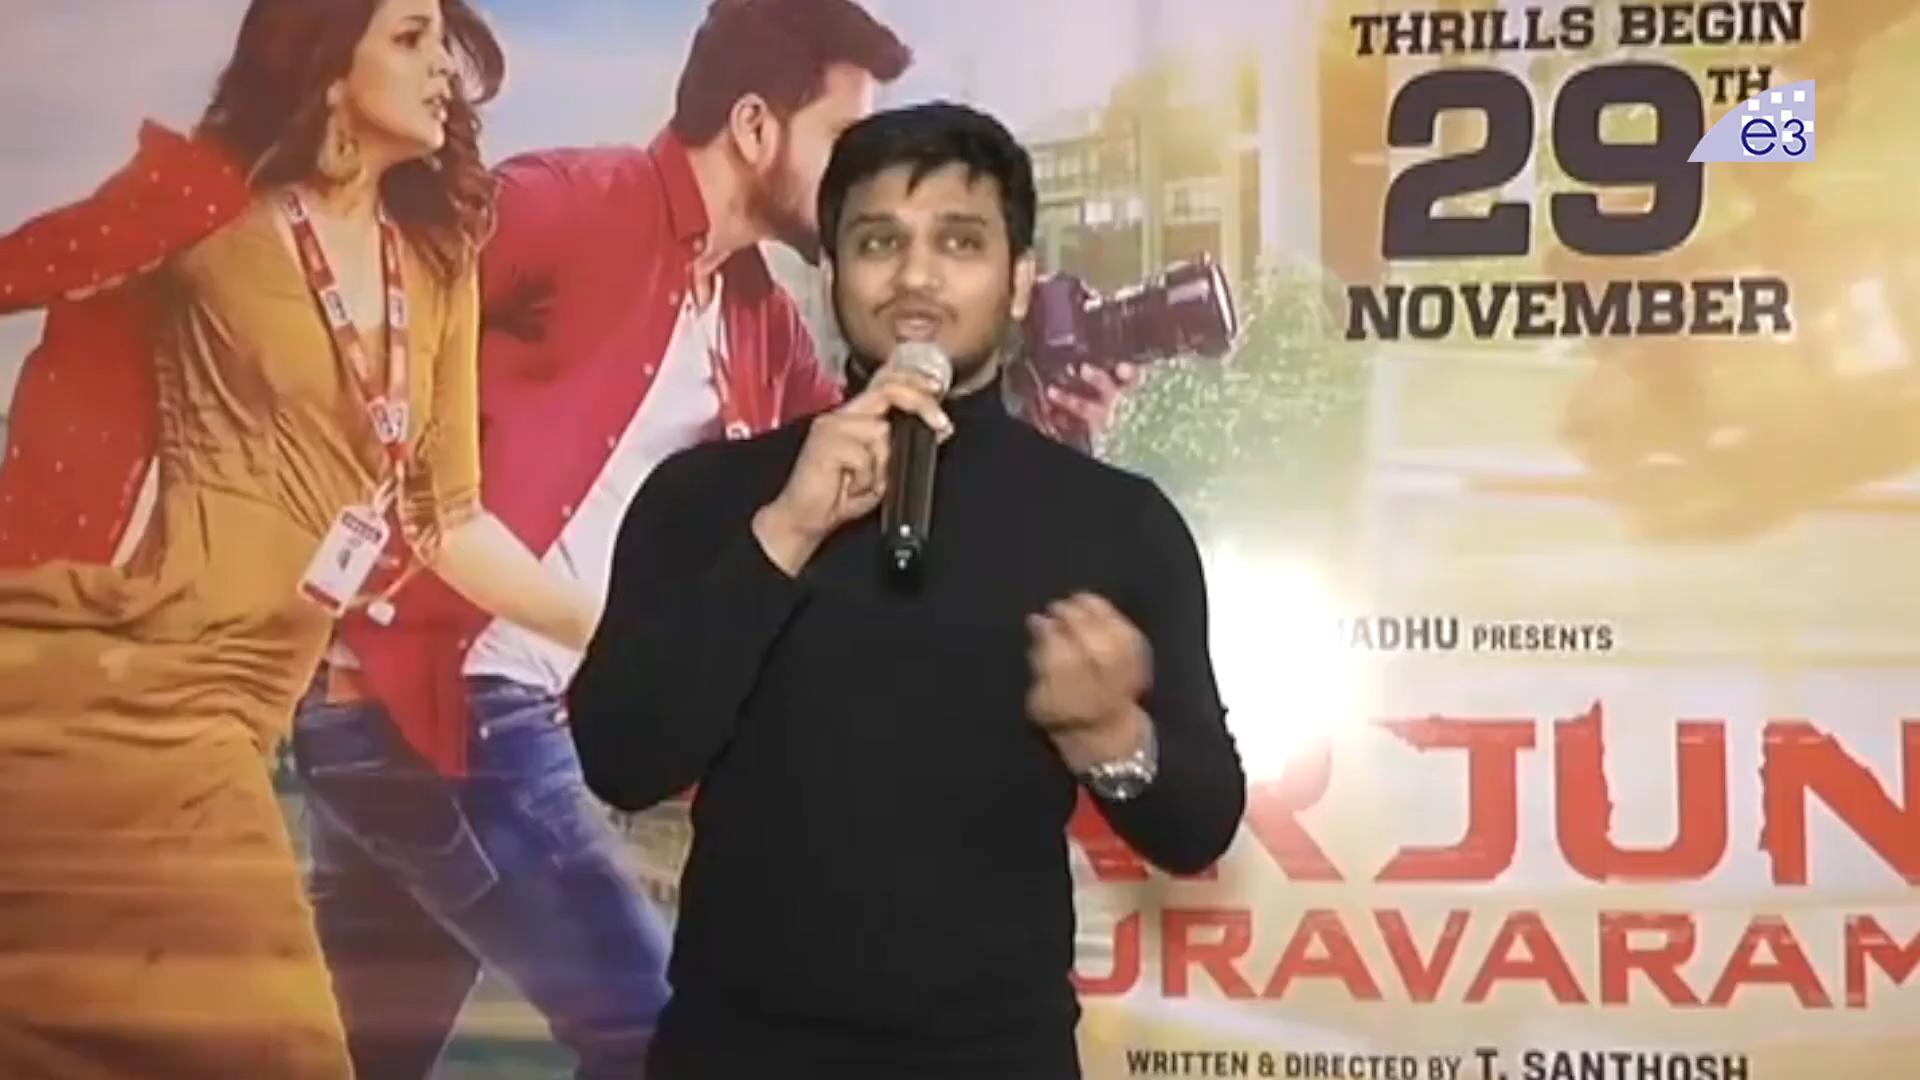 THRILLS BEGIN
29TH
NOVEMBER
e3
ADHU PRESENTS
RJUN
URAVARAM
WRITTEN & DIRECTED BY T. SANTHOSH